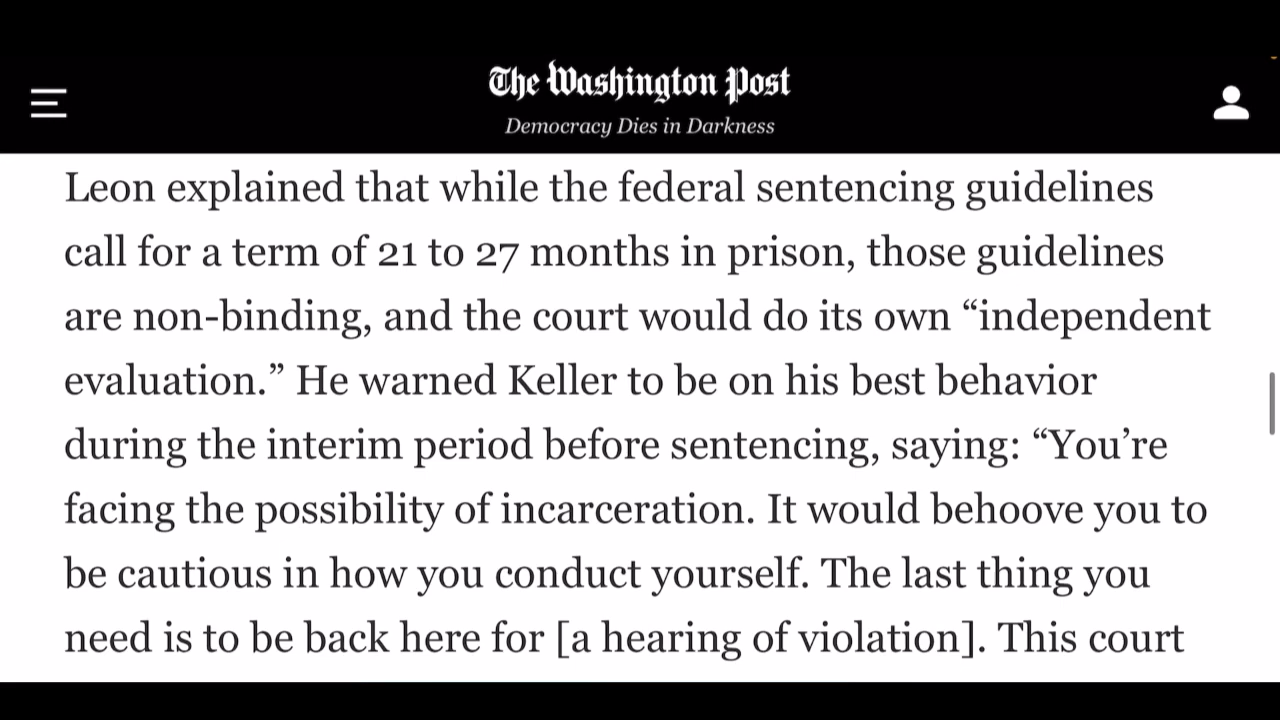 The Washington Post
Democracy Dies in Darkness
Leon explained that while the federal sentencing guidelines
call for a term of 21 to 27 months in prison, those guidelines
are non-binding, and the court would do its own “independent
evaluation.” He warned Keller to be on his best behavior
during the interim period before sentencing, saying: “You’re
facing the possibility of incarceration. It would behoove you to
be cautious in how you conduct yourself. The last thing you
need is to be back here for [a hearing of violation]. This court